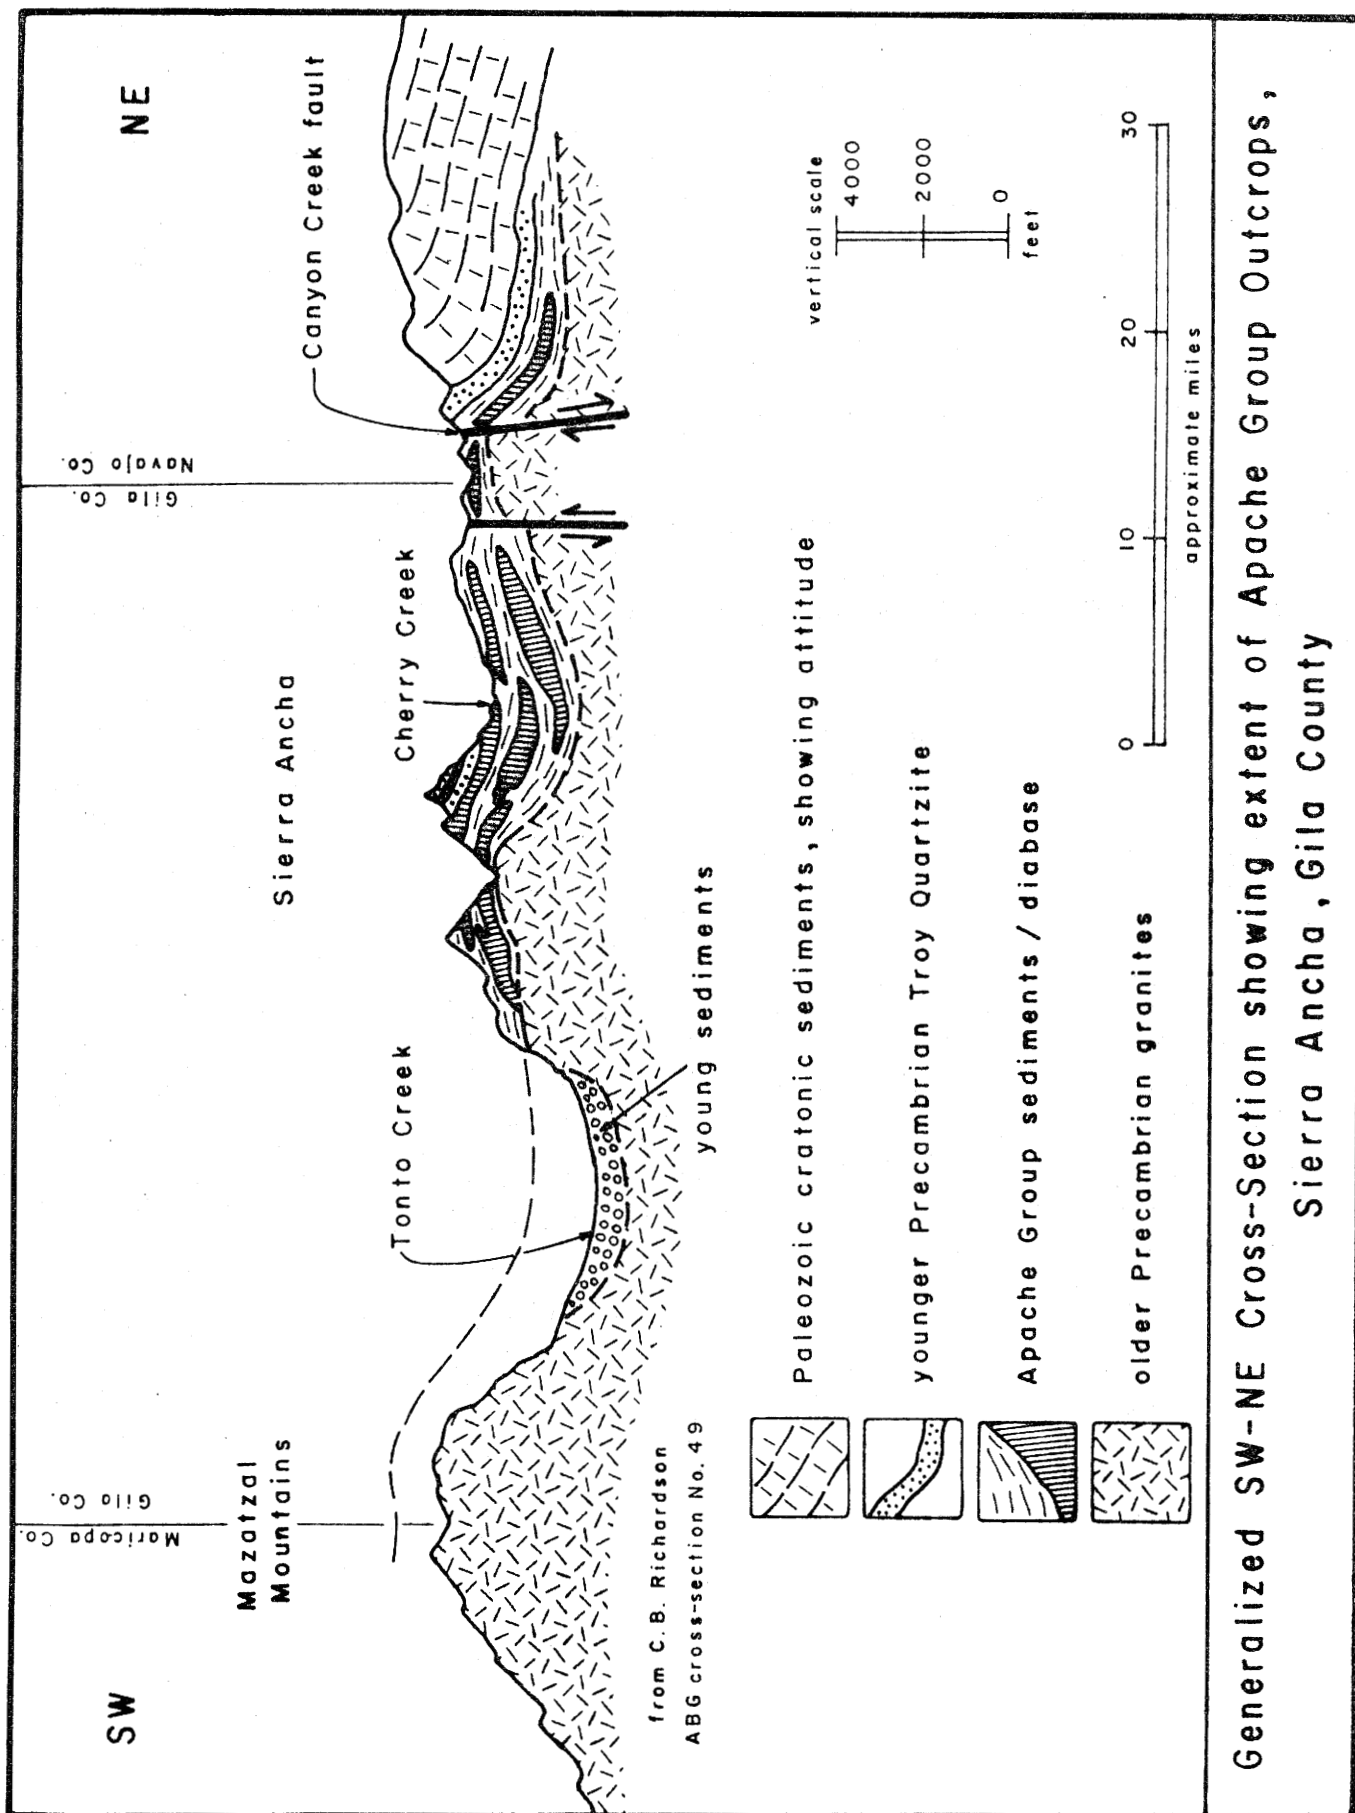 SW
NE
Maricopa Co.
Gila Co.
Gila Co.
Navajo Co.
Mazatzal
Mountains
Sierra Ancha
Canyon Creek fault
Tonto Creek
Cherry Creek
young sediments
from C.B. Richardson
ABG cross-section No. 49
Paleozoic cratonic sediments, showing attitude
younger Precambrian Troy Quartzite
Apache Group sediments / diabase
older Precambrian granites
vertical scale
4000
2000
0
feet
0
10
20
30
approximate miles
Generalized SW-NE Cross-Section showing extent of Apache Group Outcrops,
Sierra Ancha, Gila County